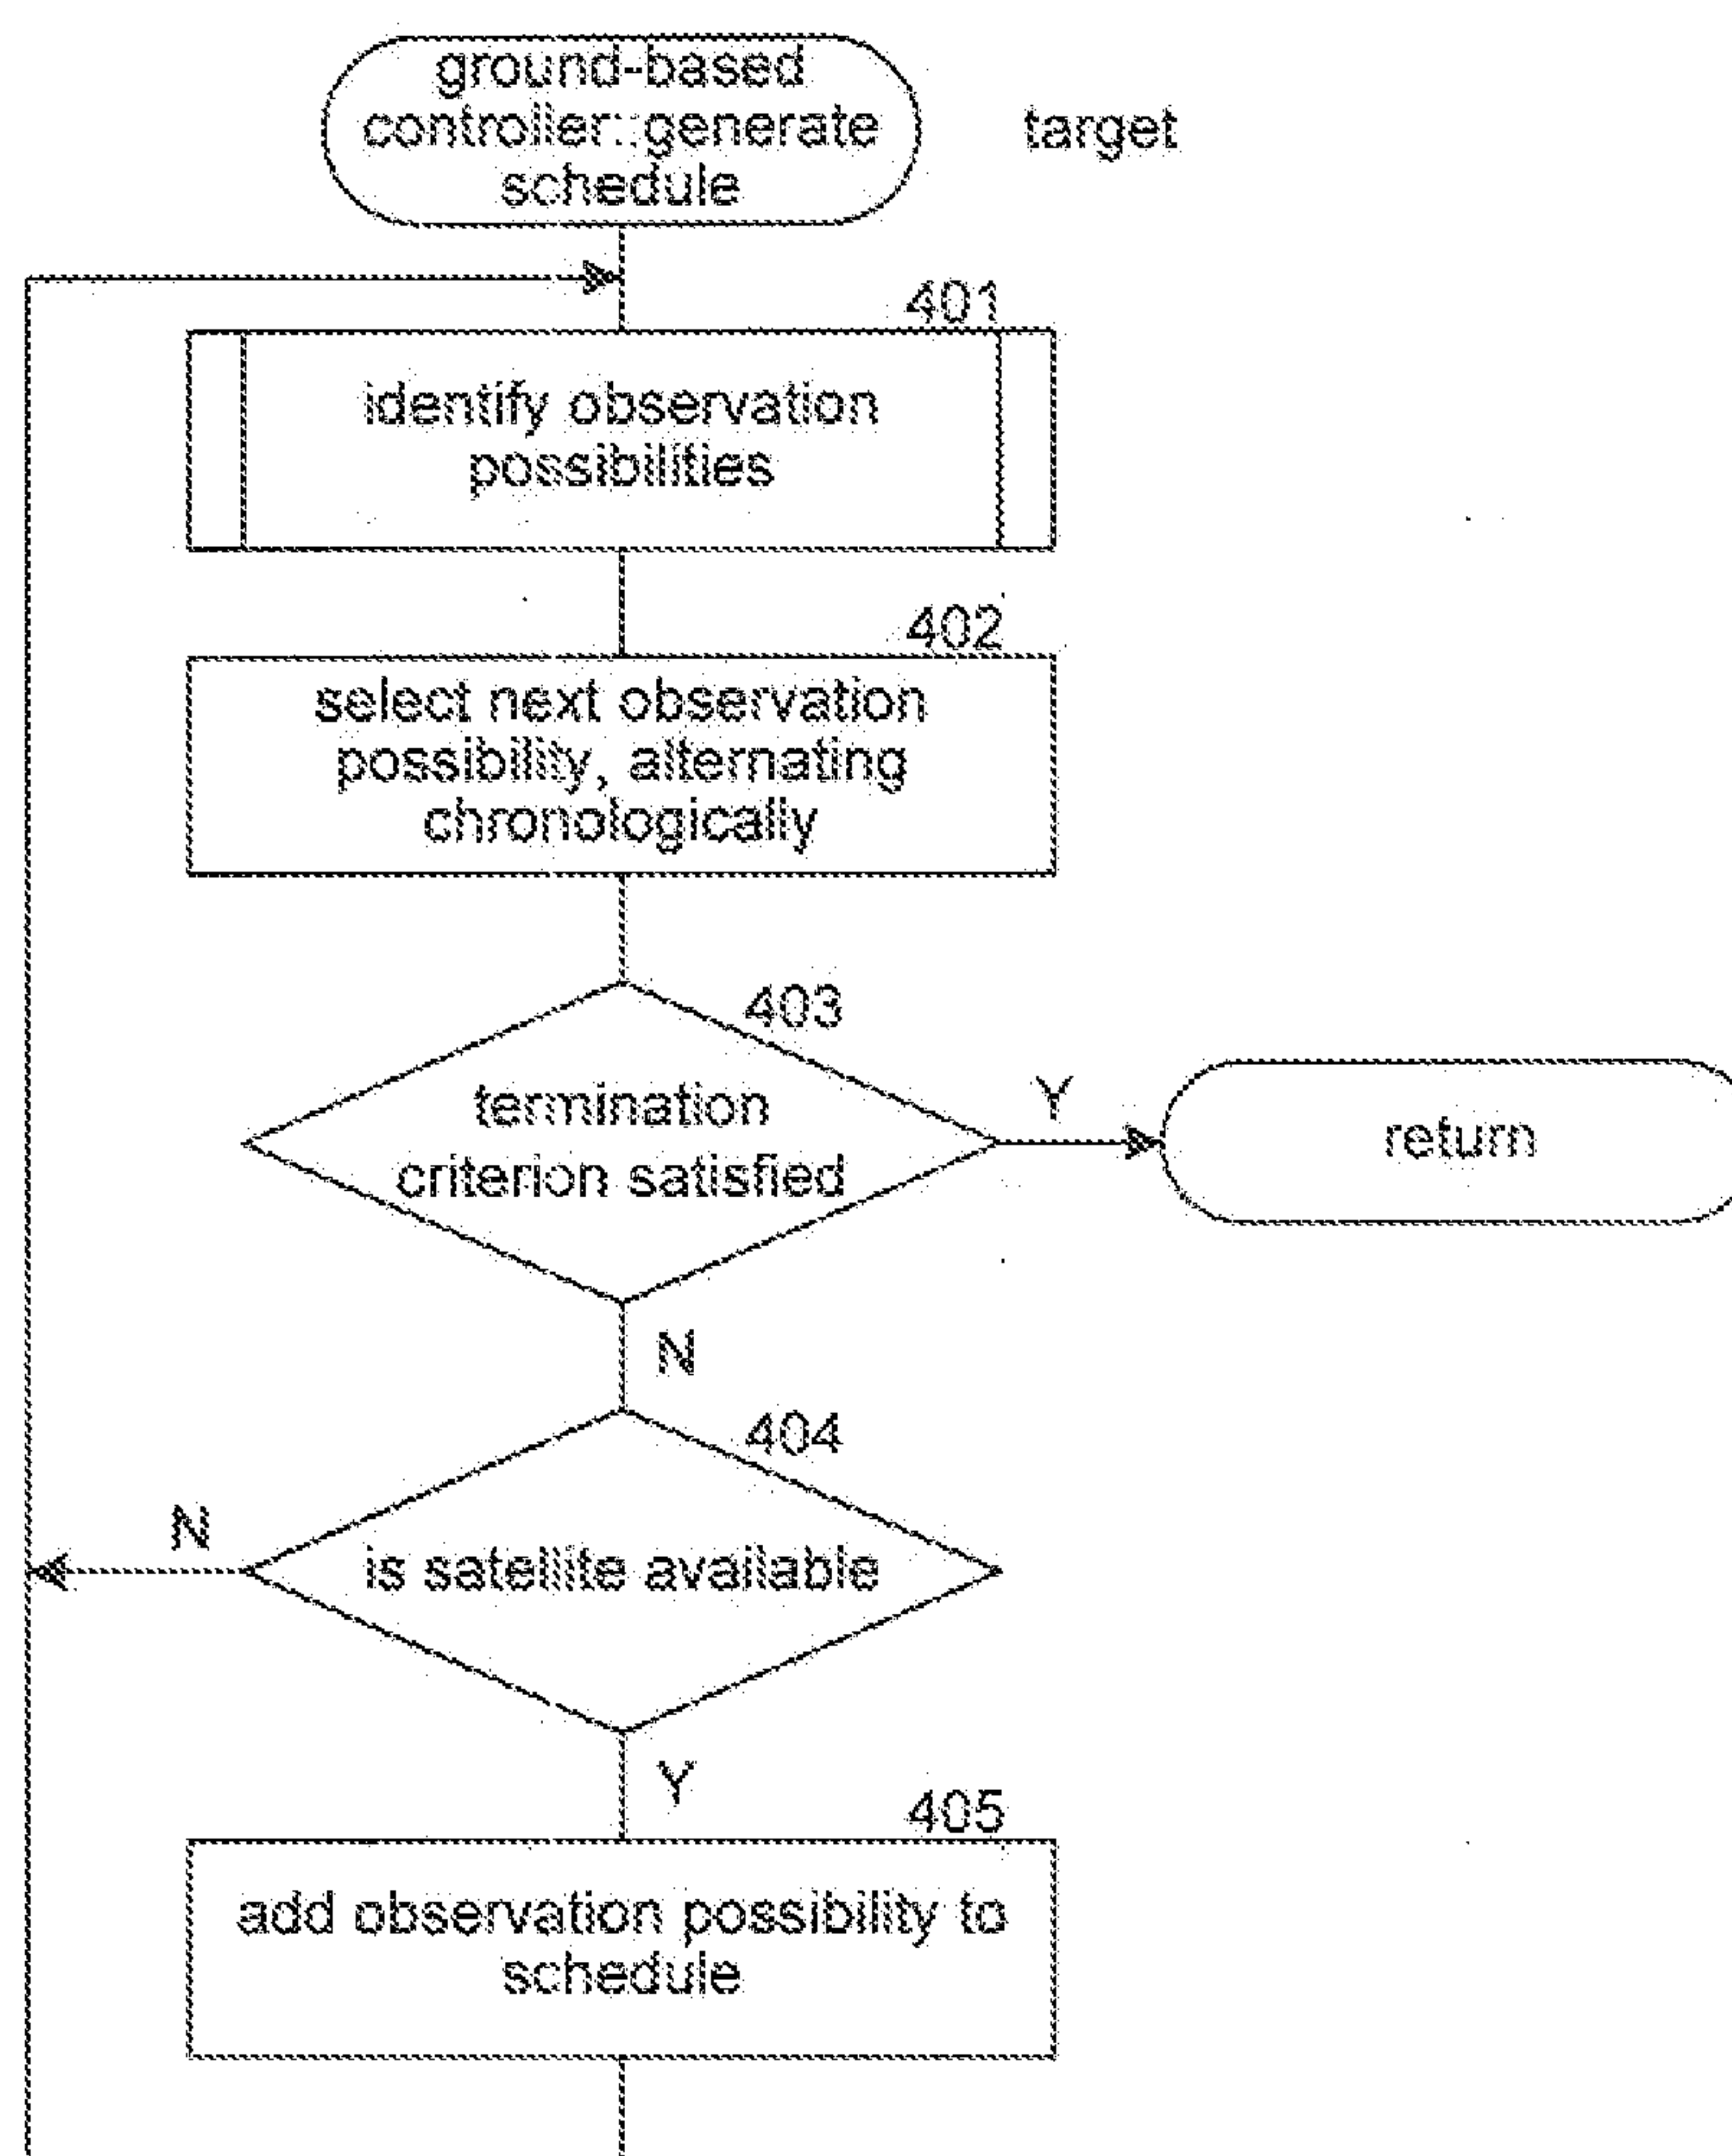 ground-based
controller::generate
schedule
target
401
identify observation
possibilities
402
select next observation
possibility, alternating
chronologically
403
termination
criterion satisfied
Y
return
N
404
N
is satellite available
Y
405
add observation possibility to
schedule